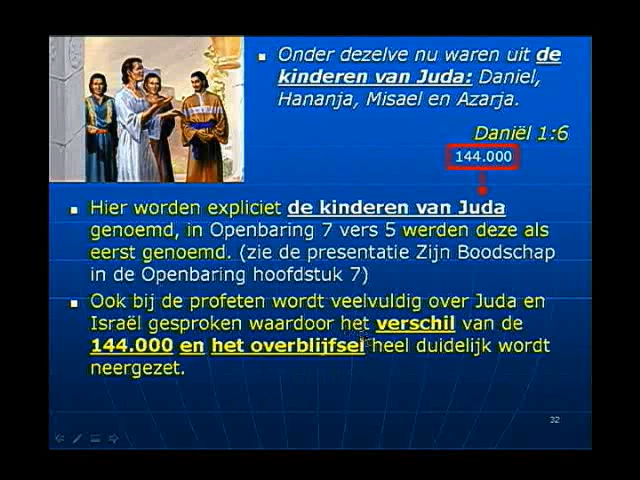 Onder dezelve nu waren uit de
kinderen van Juda: Daniel,
Hananja, Misael en Azarja.
Daniël 1:6
144.000
Hier worden expliciet de kinderen van Juda
genoemd, in Openbaring 7 vers 5 werden deze als
eerst genoemd. (zie de presentatie Zijn Boodschap
in de Openbaring hoofdstuk 7)
Ook bij de profeten wordt veelvuldig over Juda en
Israël gesproken waardoor het verschil van de
144.000 en het overblijfsel heel duidelijk wordt
neergezet.
32